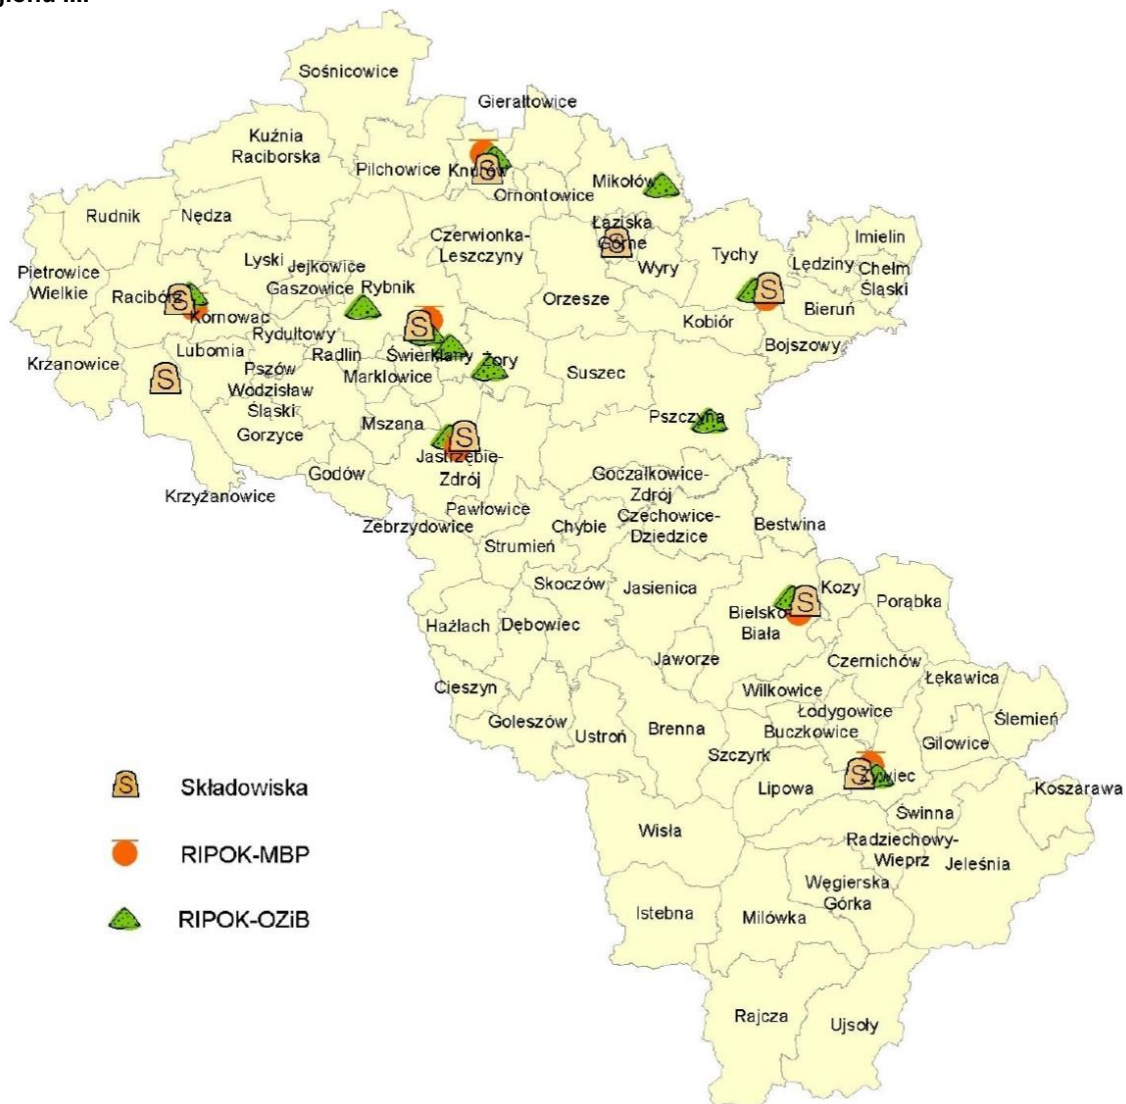 Sośnicowice
Gierałtowice
Kuźnia
Raciborska
Pilchowice
Knurów
Ornontowice
Mikołów
Rudnik
Nędza
Łaziska
Górne
Czerwionka-
Leszczyny
Imielin
Tychy
Lędziny
Chełm
Śląski
Pietrowice
Wielkie
Lyski
Jejkowice
Wyry
Racibórz
Gaszowice
Rybnik
Orzesze
Bieruń
Kornowac
Kobiór
Rydułtowy
Bojszowy
Krzanowice
Lubomia
Radlin
Świerklany
Żory
Pszów
Marklowice
Suszec
Wodzisław
Śląski
Mszana
Pszczyna
Gorzyce
Jastrzębie-
Zdrój
Godów
Goczałkowice-
Zdrój
Krzyżanowice
Pawłowice
Zebrzydowice
Chybie
Czechowice-
Dziedzice
Bestwina
Strumień
Skoczów
Jasienica
Kozy
Porąbka
Bielsko-
Biała
Hażlach
Dębowiec
Jaworze
Czernichów
Łękawica
Cieszyn
Wilkowice
Łodygowice
Ślemień
Goleszów
Ustroń
Brenna
Buczkowice
Gilowice
Szczyrk
Żywiec
Lipowa
Koszarawa
Świnna
Wisła
Radziechowy-
Wieprz
Jeleśnia
Węgierska
Górka
Istebna
Milówka
Rajcza
Ujsoły
S Składowiska
RIPOK-MBP
RIPOK-OZiB